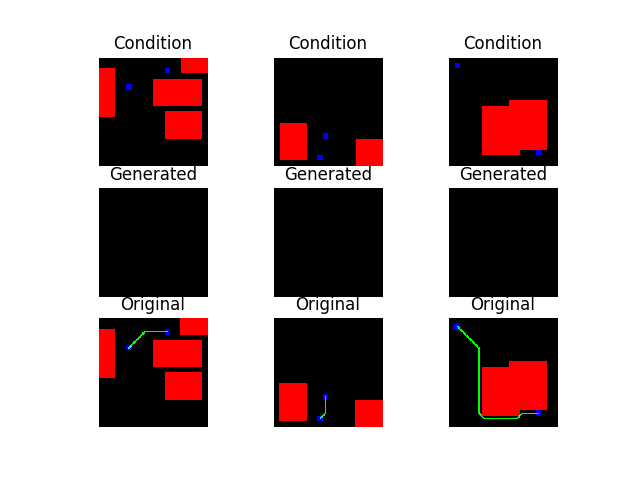 Condition Condition Condition
Generated Generated Generated
Original Original Original